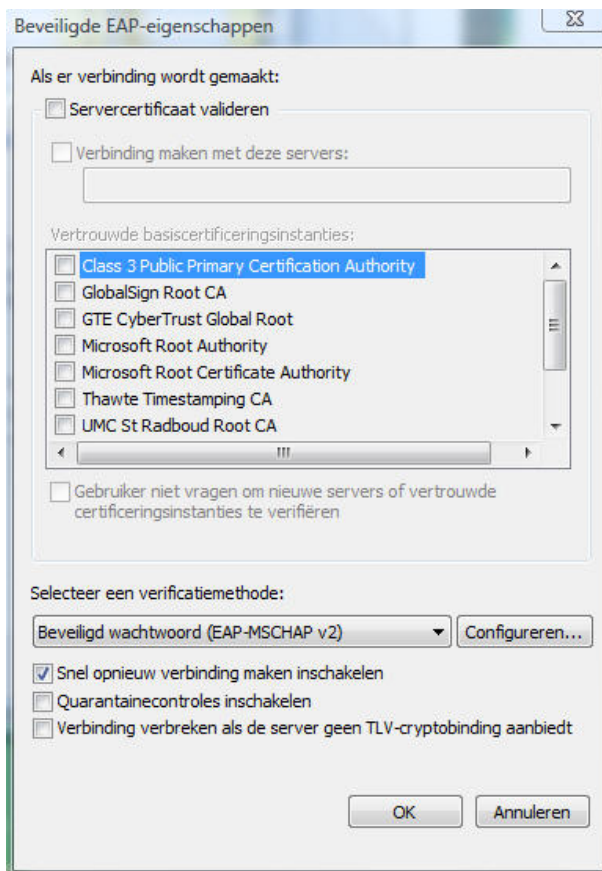 Beveiligde EAP-eigenschappen
Als er verbinding wordt gemaakt:
Servercertificaat valideren
Verbinding maken met deze servers:
Vertrouwde basiscertificeringsinstanties:
Class 3 Public Primary Certification Authority
GlobalSign Root CA
GTE CyberTrust Global Root
Microsoft Root Authority
Microsoft Root Certificate Authority
Thawte Timestamping CA
UMC St Radboud Root CA
Gebruiker niet vragen om nieuwe servers of vertrouwde
certificeringsinstanties te verifiëren
Selecteer een verificatiemethode:
Beveiligd wachtwoord (EAP-MSCHAP v2) Configureren...
Snel opnieuw verbinding maken inschakelen
Quarantainecontroles inschakelen
Verbinding verbreken als de server geen TLV-cryptobinding aanbiedt
OK Annuleren